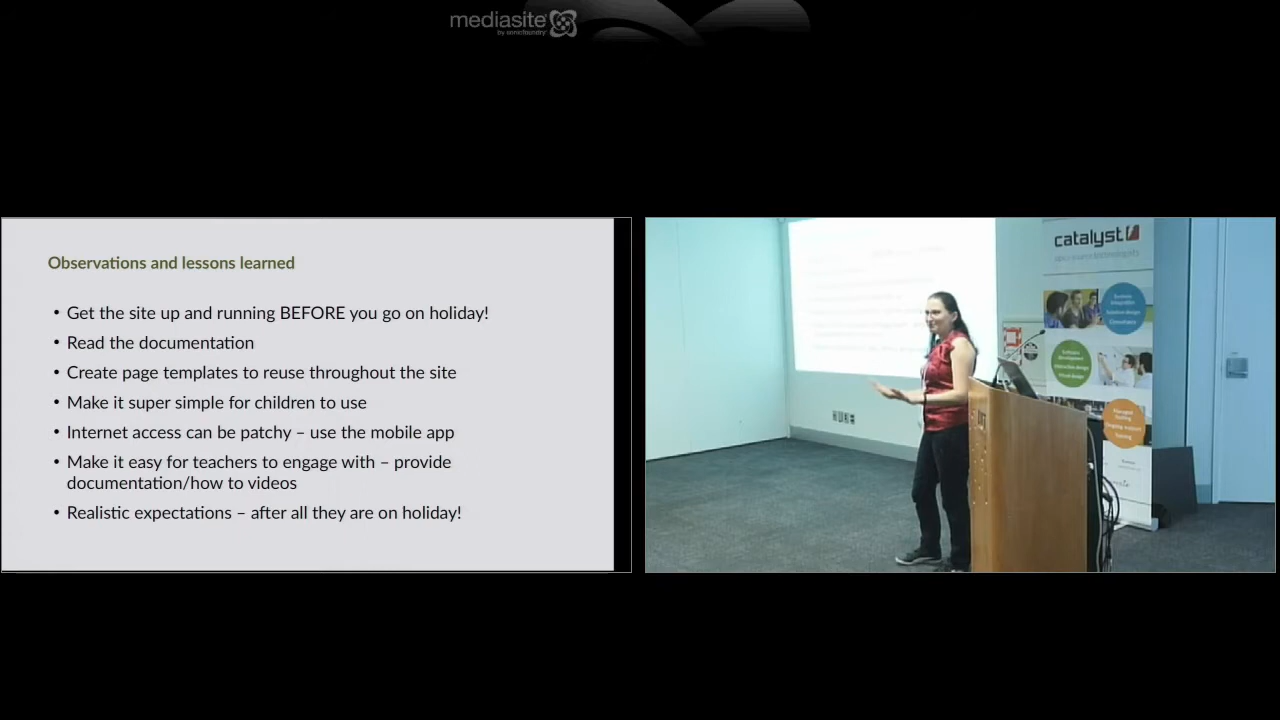 mediasite
by sonicfoundry
Observations and lessons learned
• Get the site up and running BEFORE you go on holiday!
• Read the documentation
• Create page templates to reuse throughout the site
• Make it super simple for children to use
• Internet access can be patchy – use the mobile app
• Make it easy for teachers to engage with – provide
documentation/how to videos
• Realistic expectations – after all they are on holiday!
catalyst